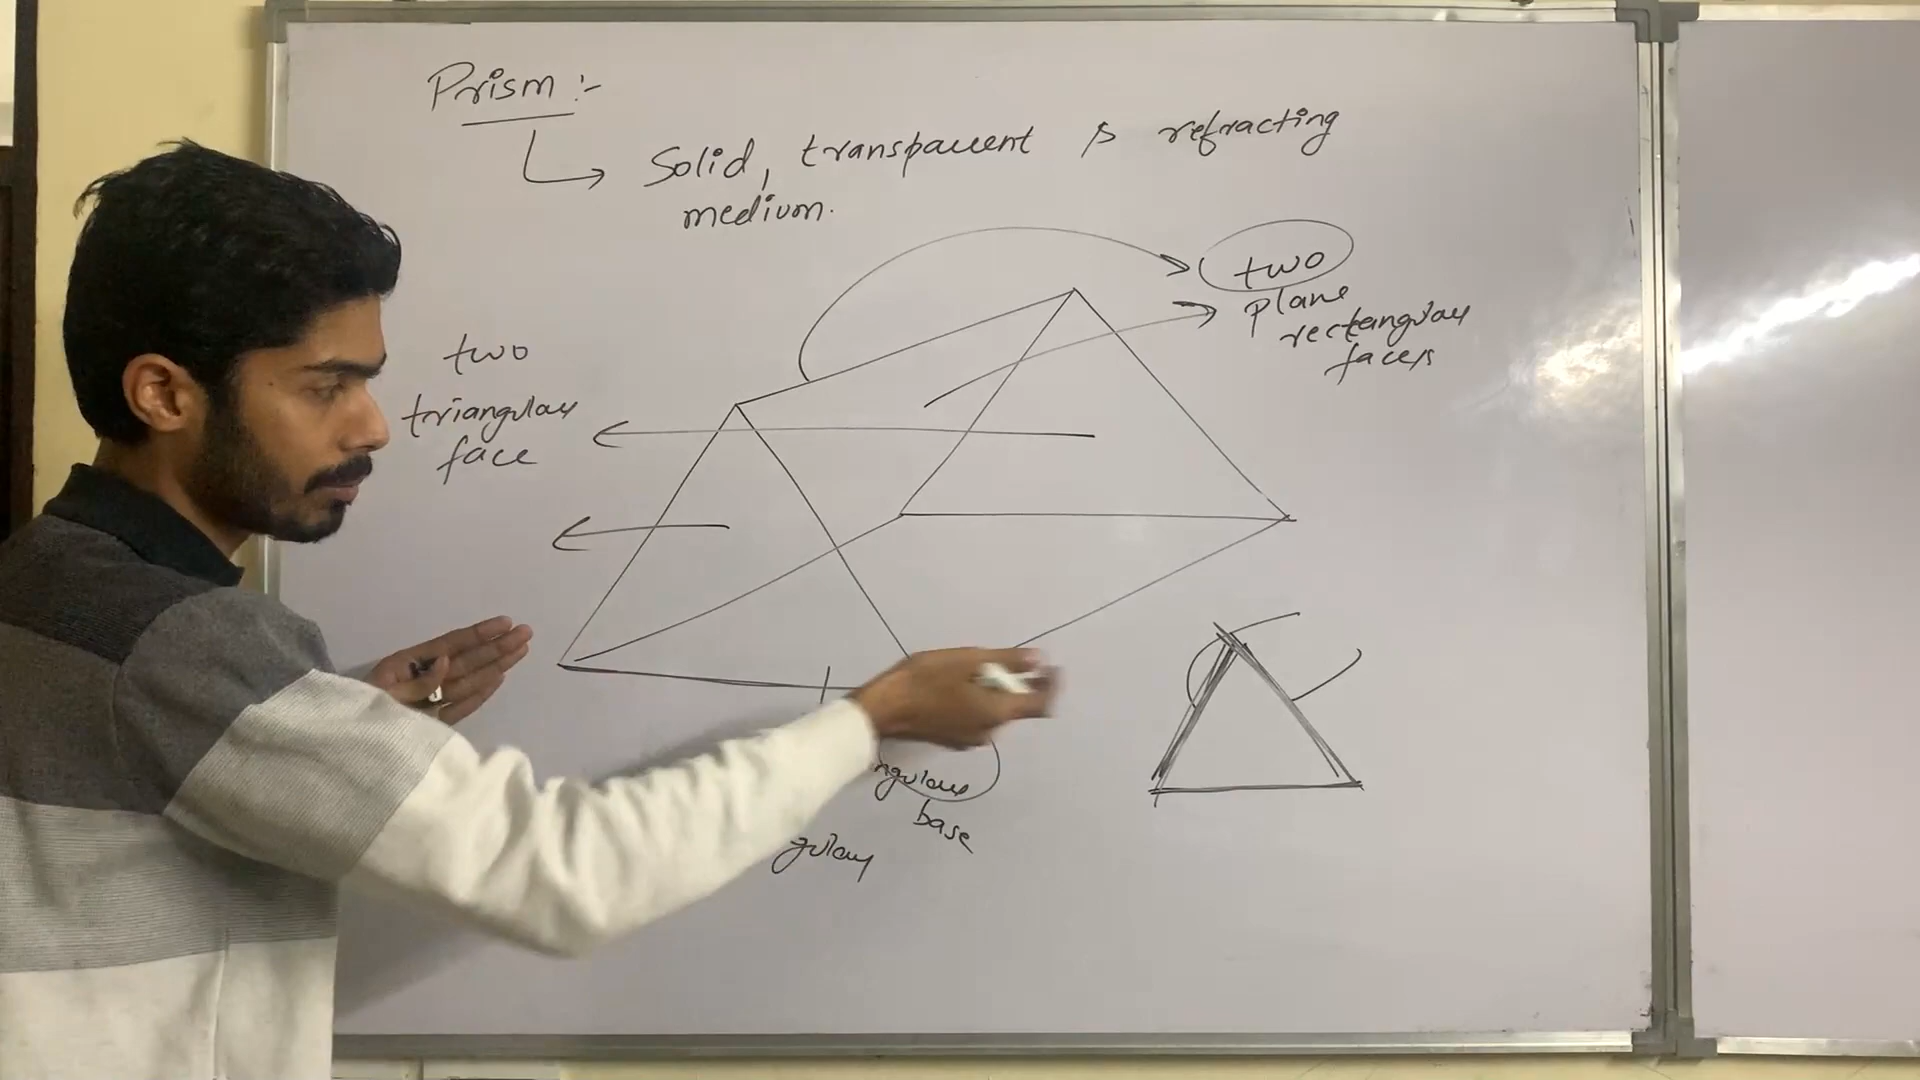 Prism :-
Solid, transparent & refracting
medium.
two
plane
rectangular
faces
two
triangular
face
base